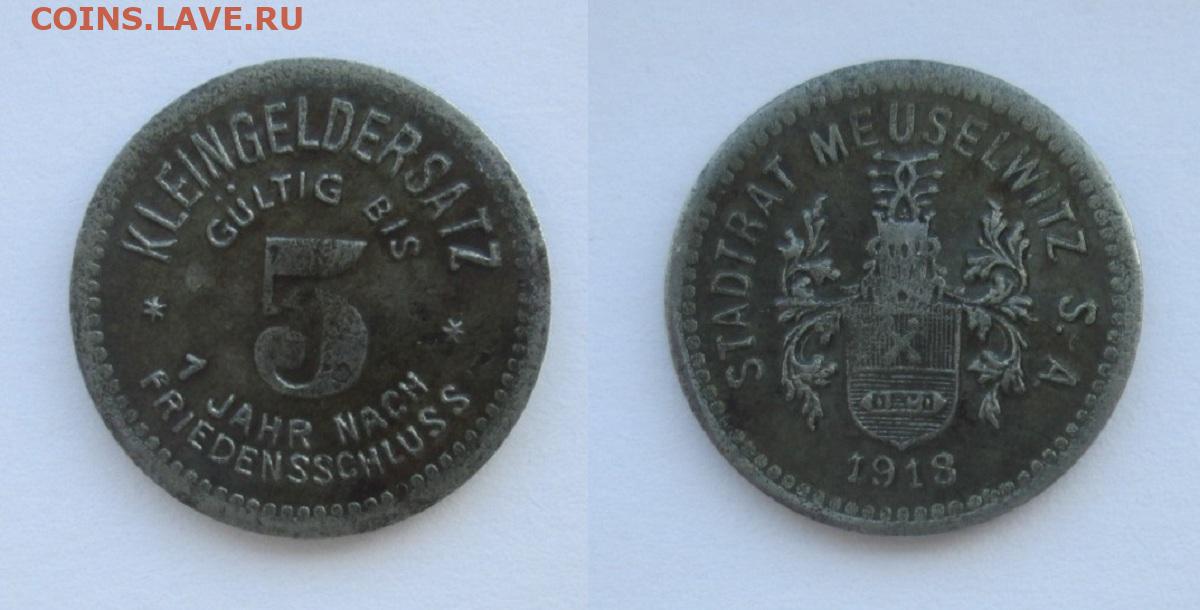 COINS.LAVE.RU
KLEINGELDERSATZ
GÜLTIG BIS
5
1 JAHR NACH
FRIEDENSSCHLUSS
STADTRAT MEUSELWITZ S. A.
1918